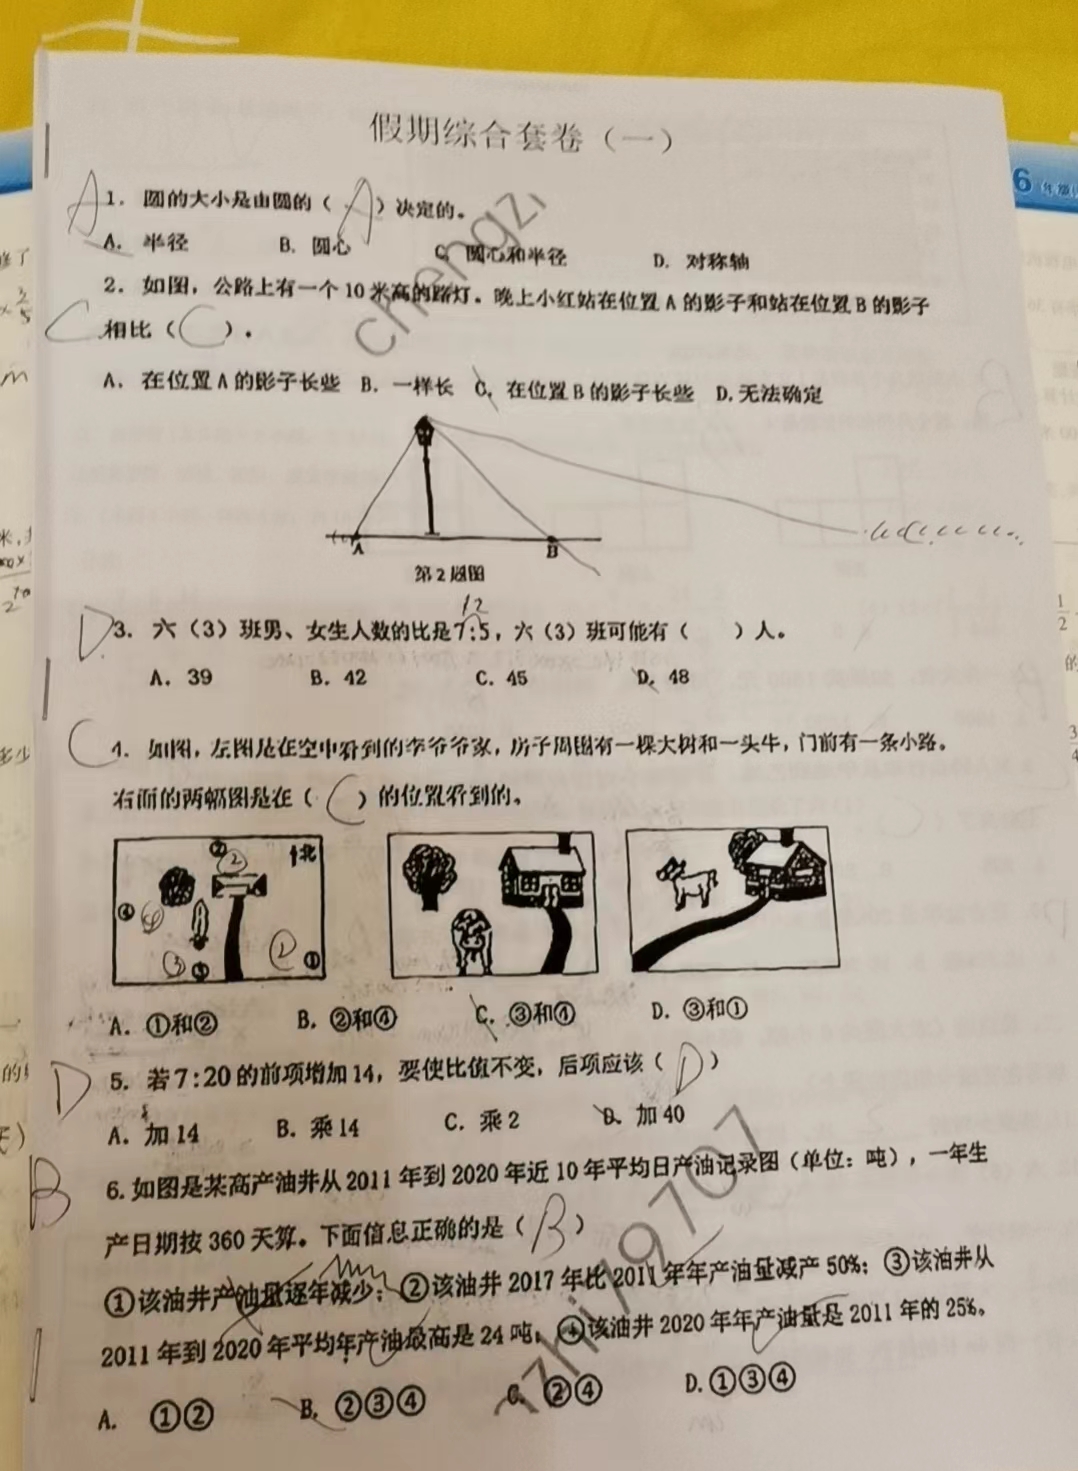 假期综合套卷（一）
6年级
A 1. 圆的大小是由圆的（ A ）决定的。
A. 半径 B. 圆心 C. 圆心和半径 D. 对称轴
2. 如图，公路上有一个10米高的路灯。晚上小红站在位置A的影子和站在位置B的影子
C 相比（ C ）。
A. 在位置A的影子长些 B. 一样长 C. 在位置B的影子长些 D. 无法确定
A B
第2题图
12
D 3. 六（3）班男、女生人数的比是7:5，六（3）班可能有（ ）人。
A. 39 B. 42 C. 45 D. 48
C 4. 如图，左图是在空中看到的李爷爷家，房子周围有一棵大树和一头牛，门前有一条小路。
右面的两幅图是在（ C ）的位置看到的。
② ② 北
④ ④ ③ ③ ② ①
A. ①和② B. ②和④ C. ③和④ D. ③和①
D 5. 若7:20的前项增加14，要使比值不变，后项应该（ D ）
A. 加14 B. 乘14 C. 乘2 D. 加40
B 6. 如图是某高产油井从2011年到2020年近10年平均日产油记录图（单位：吨），一年生
产日期按360天算。下面信息正确的是（ B ）
①该油井产油量逐年减少；②该油井2017年比2011年年产油量减产50%；③该油井从
2011年到2020年平均年产油最高是24吨；④该油井2020年年产油量是2011年的25%。
A. ①② B. ②③④ C. ②④ D. ①③④
chengzi
zhi19707